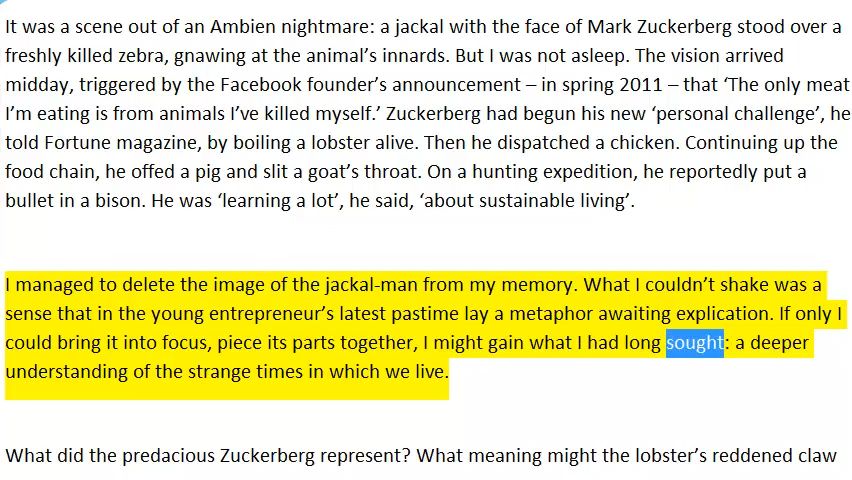 It was a scene out of an Ambien nightmare: a jackal with the face of Mark Zuckerberg stood over a
freshly killed zebra, gnawing at the animal’s innards. But I was not asleep. The vision arrived
midday, triggered by the Facebook founder’s announcement – in spring 2011 – that ‘The only meat
I’m eating is from animals I’ve killed myself.’ Zuckerberg had begun his new ‘personal challenge’, he
told Fortune magazine, by boiling a lobster alive. Then he dispatched a chicken. Continuing up the
food chain, he offed a pig and slit a goat’s throat. On a hunting expedition, he reportedly put a
bullet in a bison. He was ‘learning a lot’, he said, ‘about sustainable living’.
I managed to delete the image of the jackal-man from my memory. What I couldn’t shake was a
sense that in the young entrepreneur’s latest pastime lay a metaphor awaiting explication. If only I
could bring it into focus, piece its parts together, I might gain what I had long sought: a deeper
understanding of the strange times in which we live.
What did the predacious Zuckerberg represent? What meaning might the lobster’s reddened claw